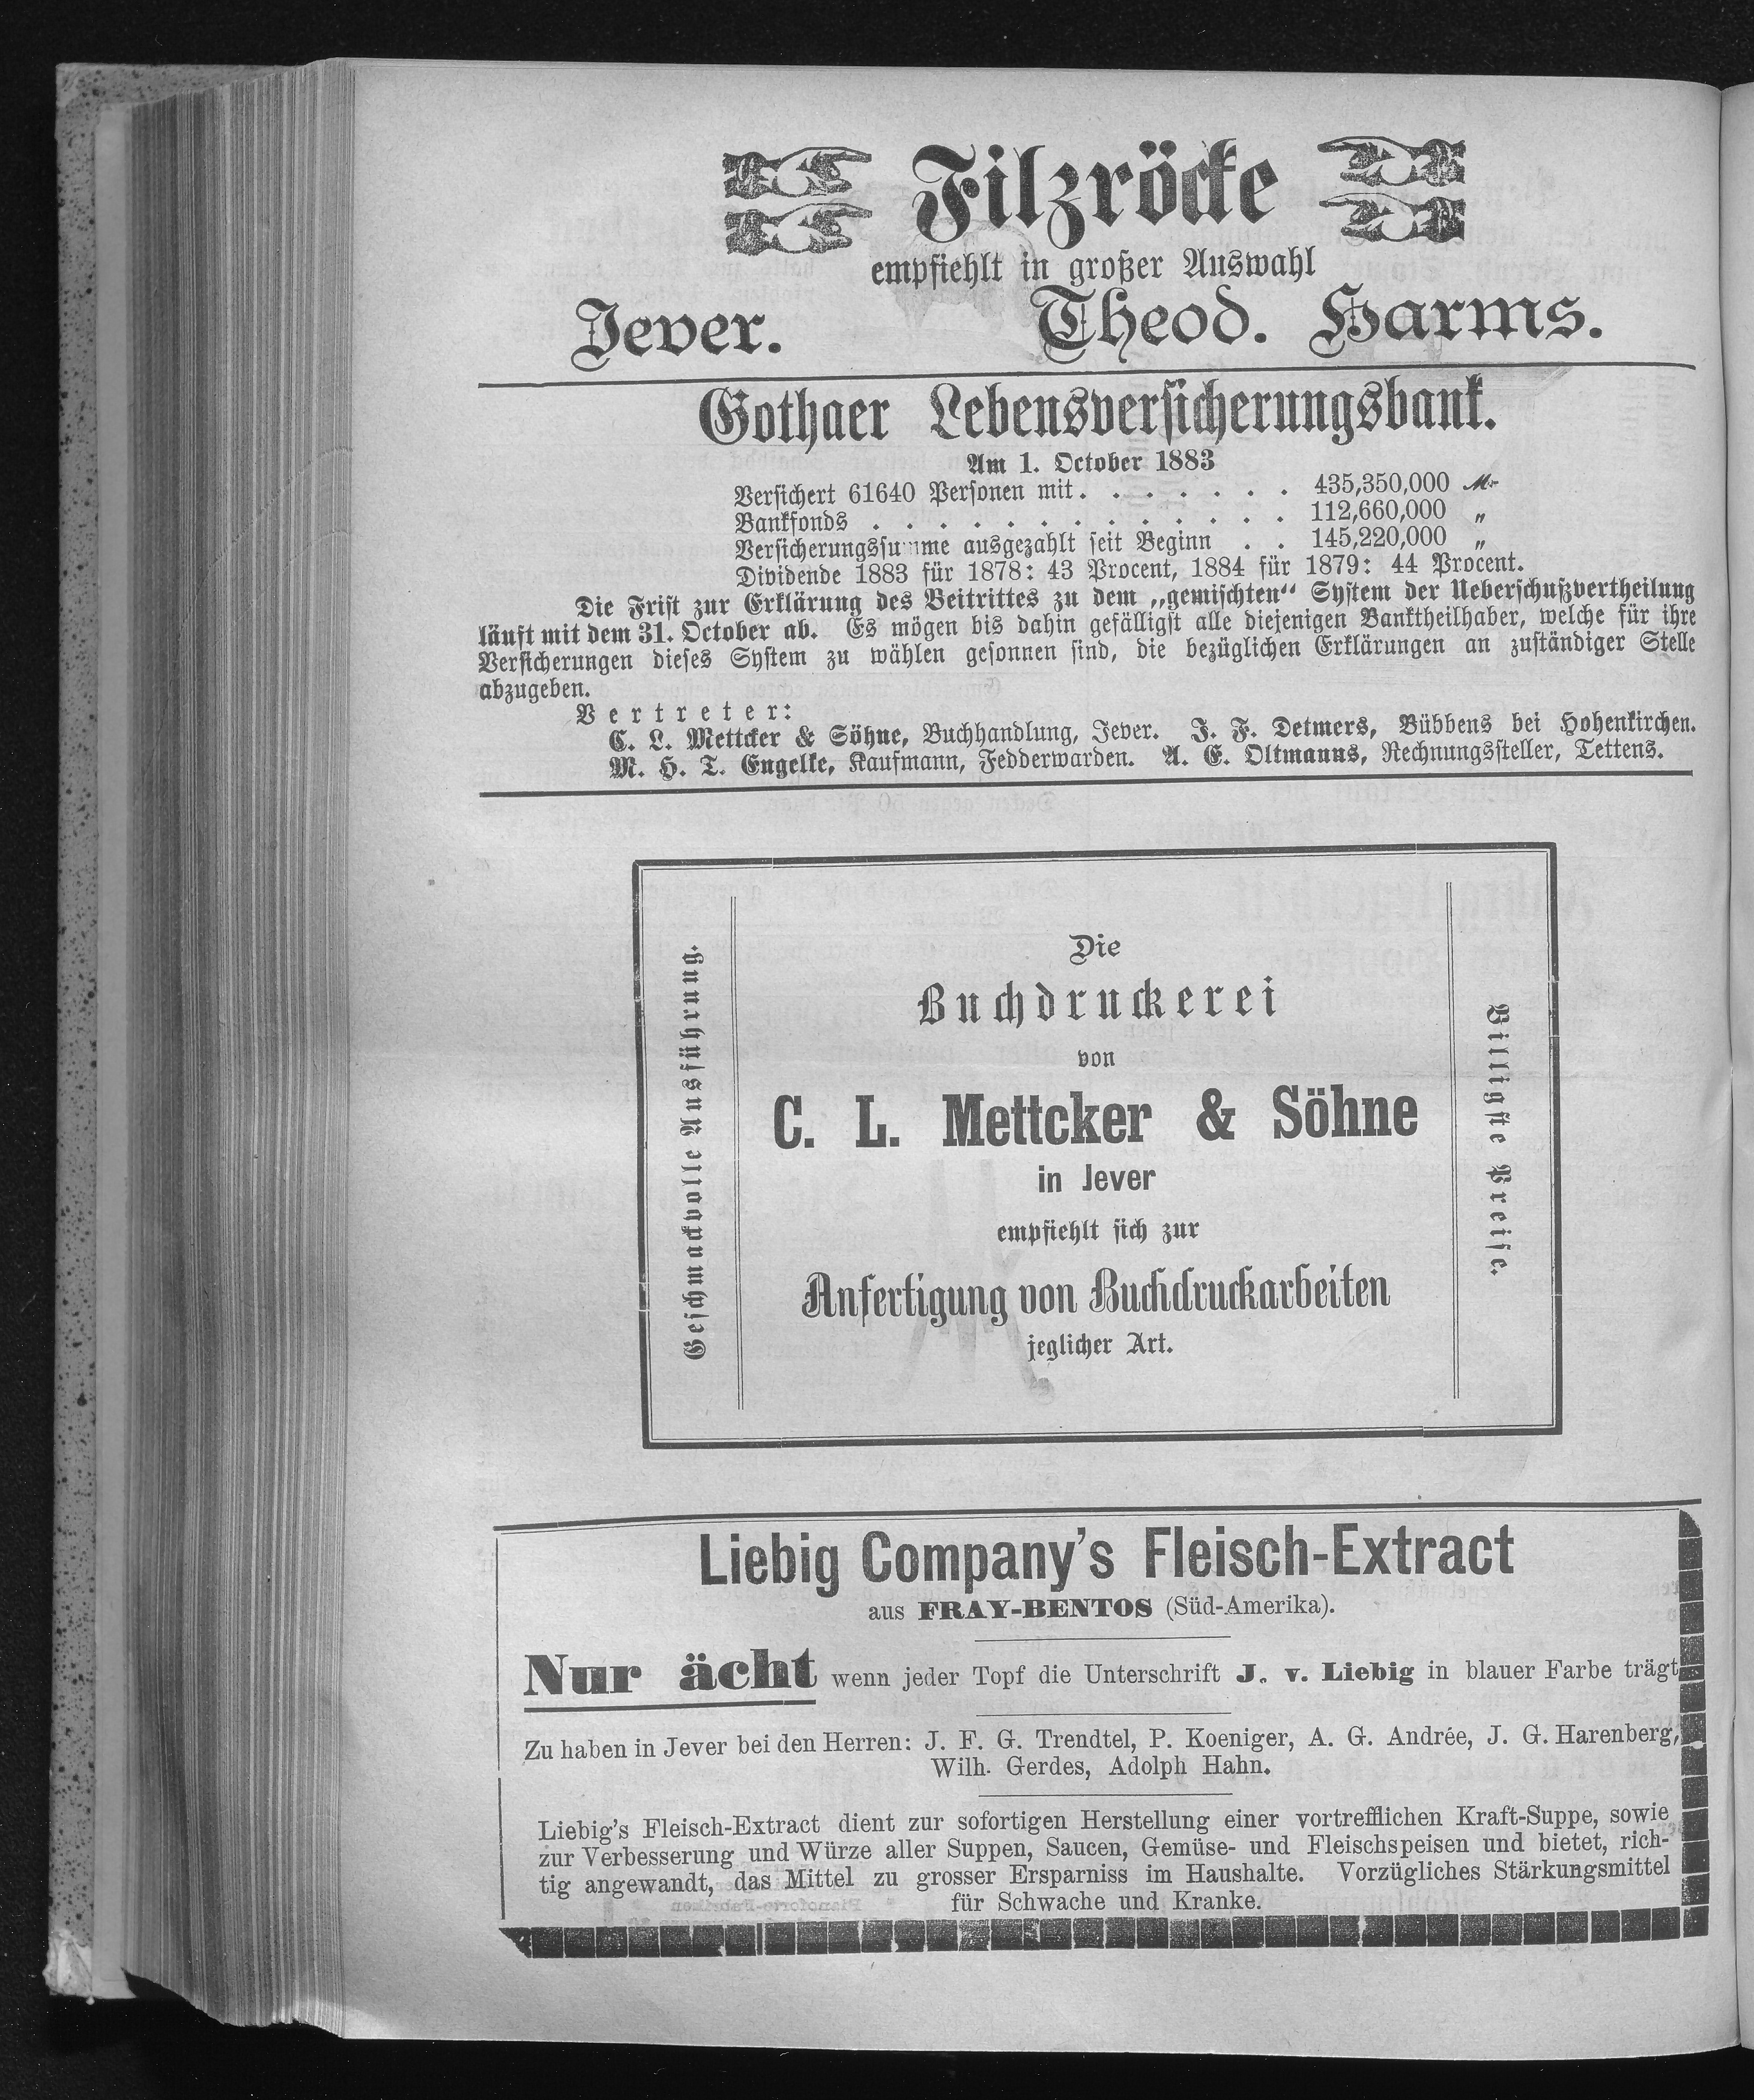 Filzröcke
empfiehlt in großer Auswahl
Jever. Theod. Harms.
Gothaer Lebensversicherungsbank.
Am 1. October 1883
Versichert 61640 Personen mit . . . . . . . 435,350,000 M.
Bankfonds . . . . . . . . . . . . . 112,660,000 „
Versicherungssumme ausgezahlt seit Beginn . . 145,220,000 „
Dividende 1883 für 1878: 43 Procent, 1884 für 1879: 44 Procent.
Die Frist zur Erklärung des Beitrittes zu dem „gemischten“ System der Ueberschußvertheilung
läuft mit dem 31. October ab. Es mögen bis dahin gefälligst alle diejenigen Banktheilhaber, welche für ihre
Versicherungen dieses System zu wählen gesonnen sind, die bezüglichen Erklärungen an zuständiger Stelle
abzugeben.
Vertreter:
C. L. Mettcker & Söhne, Buchhandlung, Jever. J. F. Detmers, Bübbens bei Hohenkirchen.
M. H. T. Engelke, Kaufmann, Fedderwarden. A. E. Oltmanns, Rechnungssteller, Tettens.
Geschmackvolle Ausführung.
Die
Buchdruckerei
von
C. L. Mettcker & Söhne
in Jever
empfiehlt sich zur
Anfertigung von Buchdruckarbeiten
jeglicher Art.
Billigste Preise.
Liebig Company's Fleisch-Extract
aus FRAY-BENTOS (Süd-Amerika).
Nur ächt wenn jeder Topf die Unterschrift J. v. Liebig in blauer Farbe trägt
Zu haben in Jever bei den Herren: J. F. G. Trendtel, P. Koeniger, A. G. Andrée, J. G. Harenberg,
Wilh. Gerdes, Adolph Hahn.
Liebig's Fleisch-Extract dient zur sofortigen Herstellung einer vortrefflichen Kraft-Suppe, sowie
zur Verbesserung und Würze aller Suppen, Saucen, Gemüse- und Fleischspeisen und bietet, rich-
tig angewandt, das Mittel zu grosser Ersparniss im Haushalte. Vorzügliches Stärkungsmittel
für Schwache und Kranke.